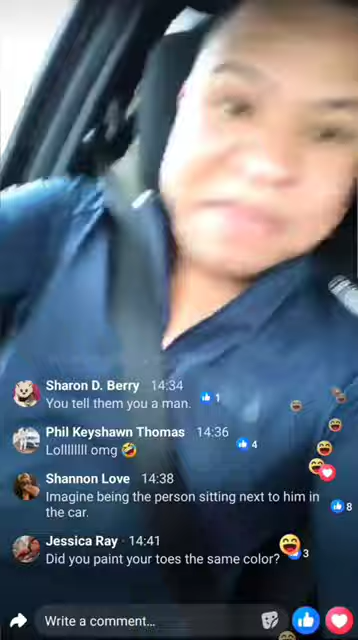 Sharon D. Berry 14:34
You tell them you a man.
1
Phil Keyshawn Thomas 14:36
Lollllllll omg 🤣
4
Shannon Love 14:38
Imagine being the person sitting next to him in
the car.
8
Jessica Ray · 14:41
Did you paint your toes the same color?
3
Write a comment…